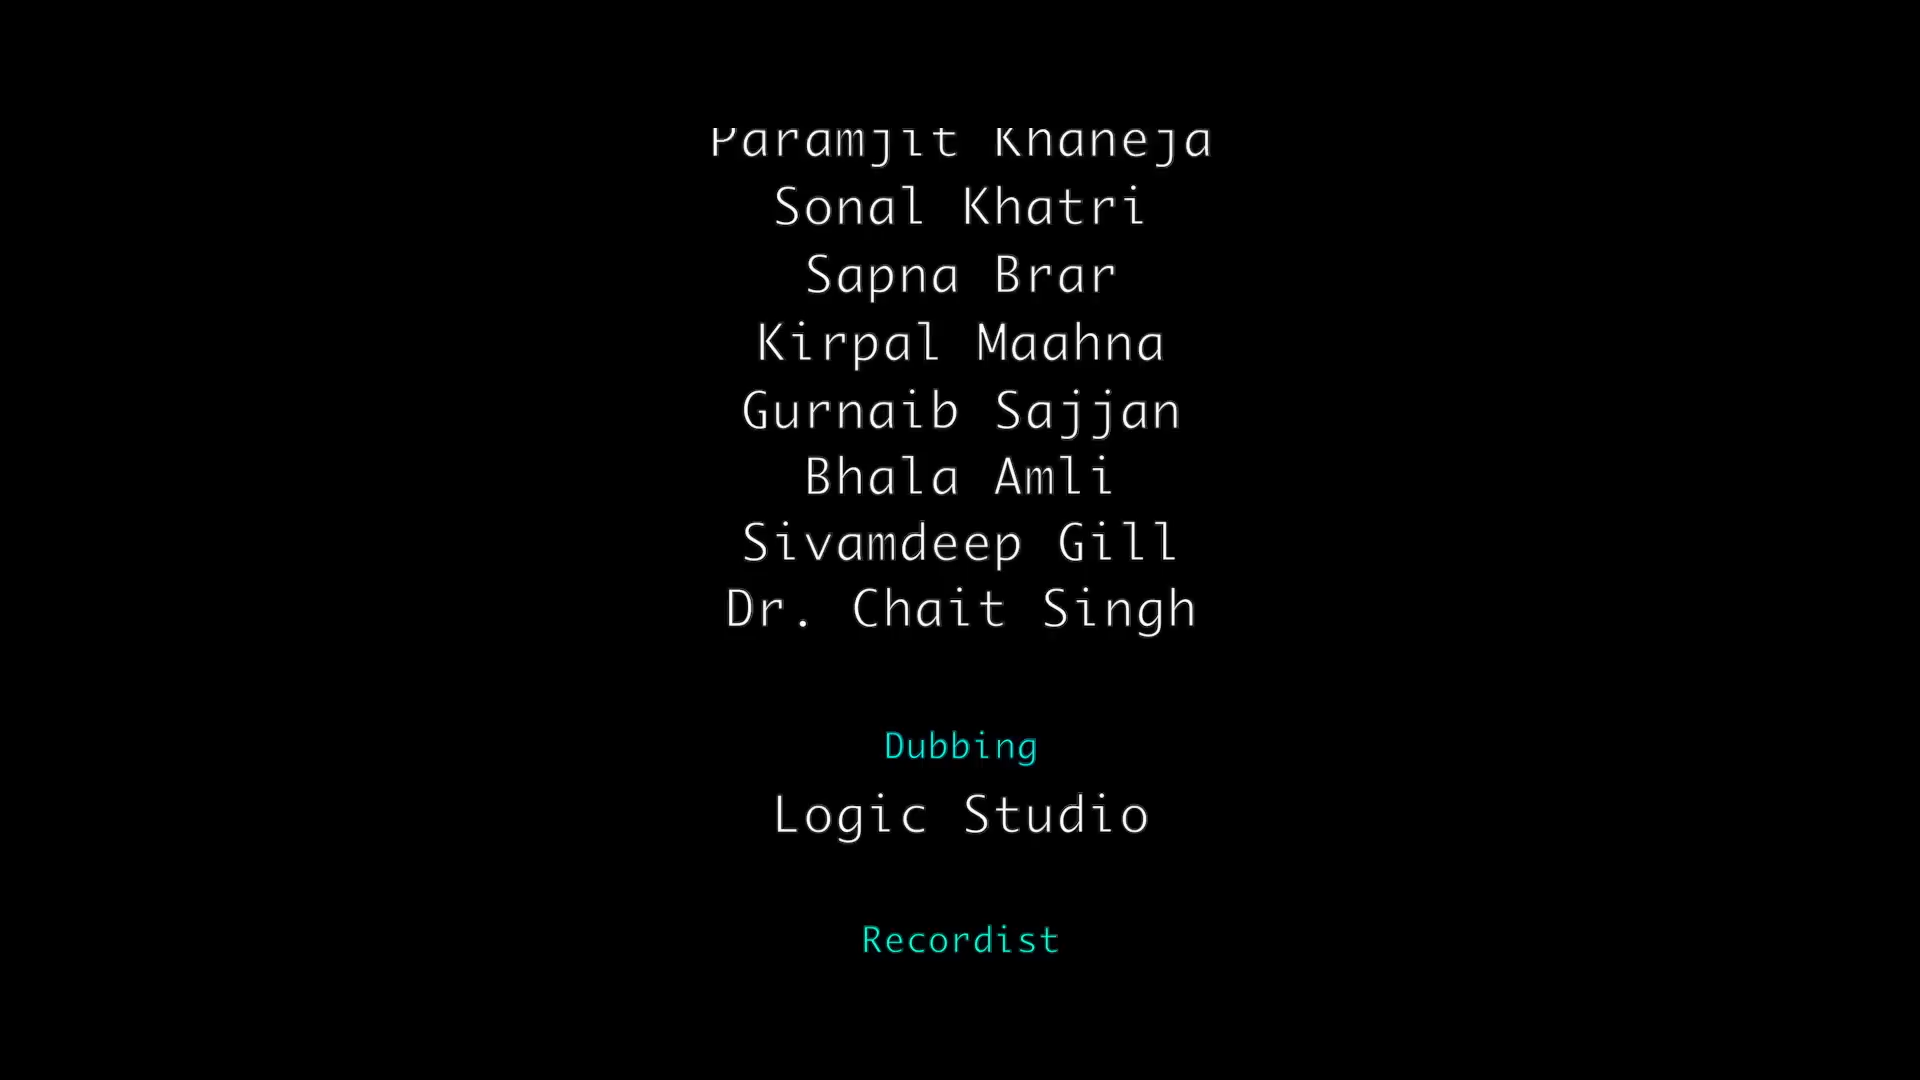 Paramjit Khaneja
Sonal Khatri
Sapna Brar
Kirpal Maahna
Gurnaib Sajjan
Bhala Amli
Sivamdeep Gill
Dr. Chait Singh
Dubbing
Logic Studio
Recordist